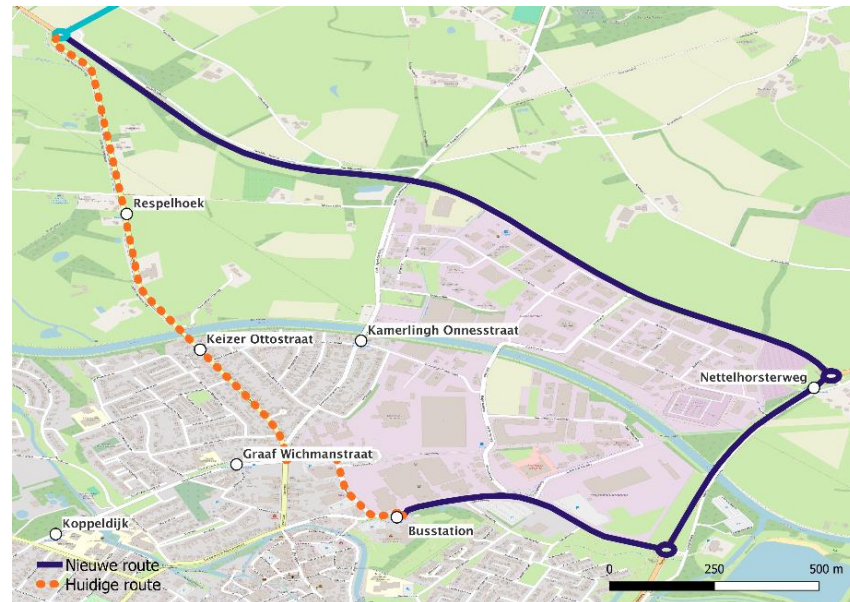 Respelhoek
Keizer Ottostraat
Kamerlingh Onnesstraat
Nettelhorsterweg
Graaf Wichmanstraat
Busstation
Koppeldijk
Nieuwe route
Huidige route
0 250 500 m